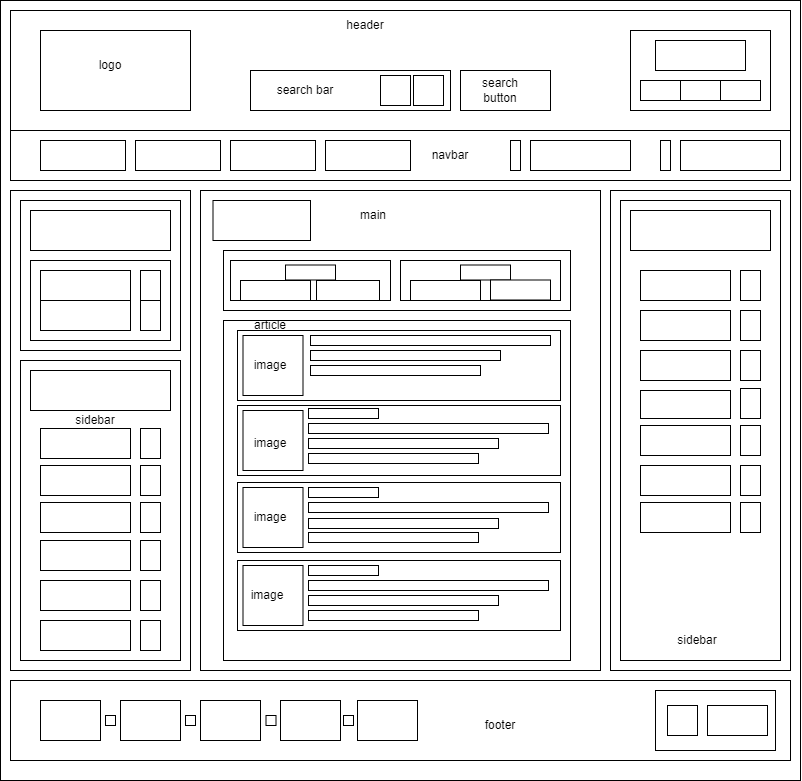 header
logo
search bar
search
button
navbar
main
article
image
sidebar
image
image
image
sidebar
footer